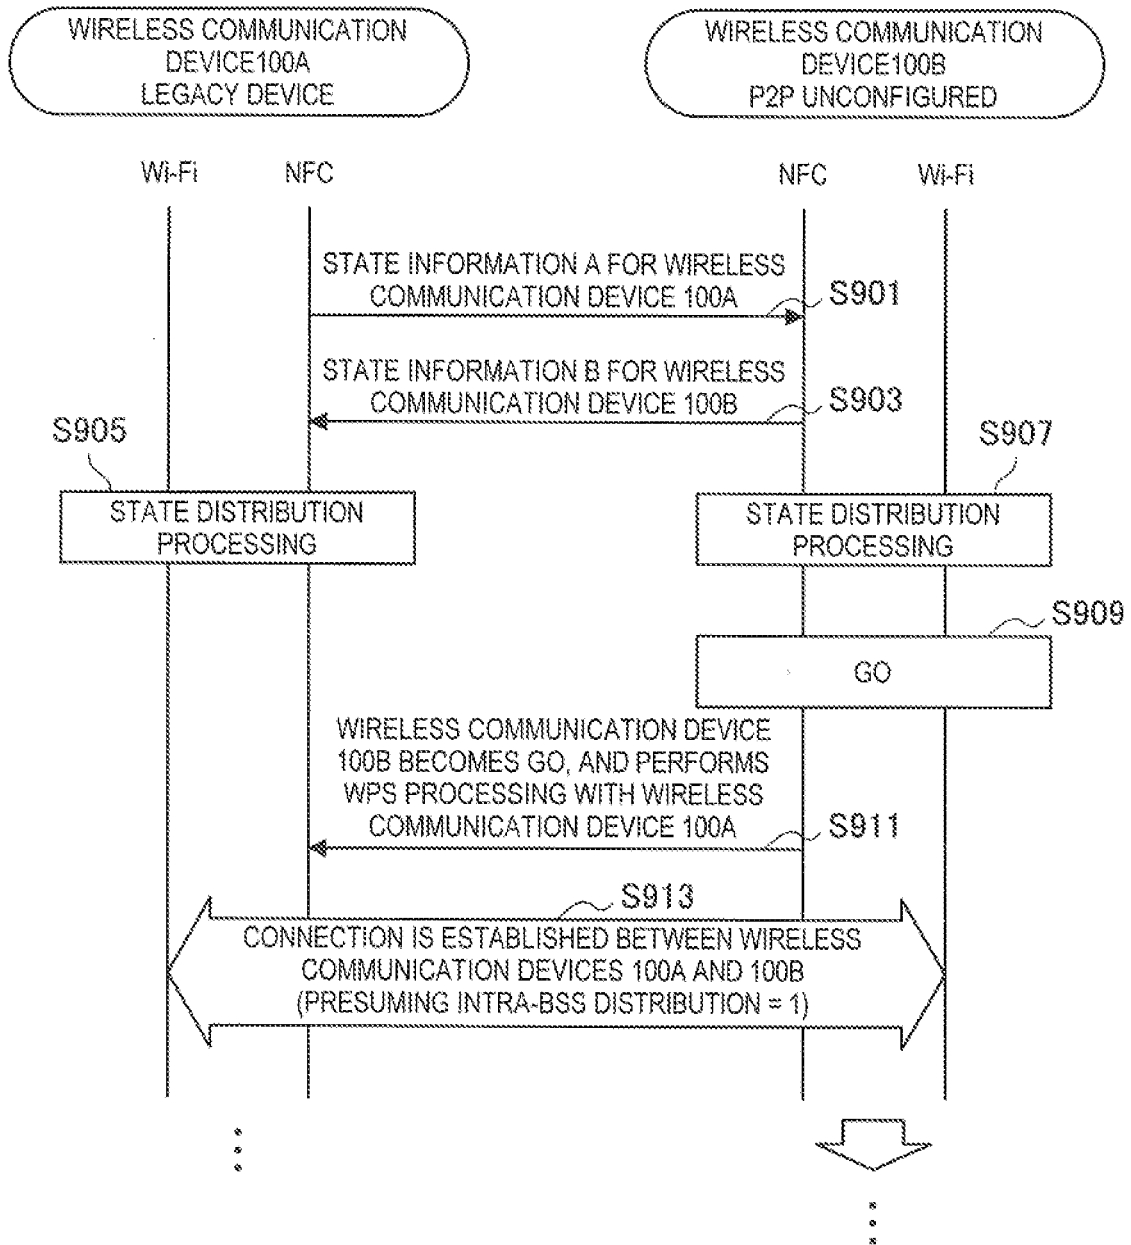 WIRELESS COMMUNICATION
DEVICE100A
LEGACY DEVICE
WIRELESS COMMUNICATION
DEVICE100B
P2P UNCONFIGURED
Wi-Fi
NFC
NFC
Wi-Fi
STATE INFORMATION A FOR WIRELESS
COMMUNICATION DEVICE 100A
S901
STATE INFORMATION B FOR WIRELESS
COMMUNICATION DEVICE 100B
S903
S905
S907
STATE DISTRIBUTION
PROCESSING
STATE DISTRIBUTION
PROCESSING
S909
GO
WIRELESS COMMUNICATION DEVICE
100B BECOMES GO, AND PERFORMS
WPS PROCESSING WITH WIRELESS
COMMUNICATION DEVICE 100A
S911
S913
CONNECTION IS ESTABLISHED BETWEEN WIRELESS
COMMUNICATION DEVICES 100A AND 100B
(PRESUMING INTRA-BSS DISTRIBUTION = 1)